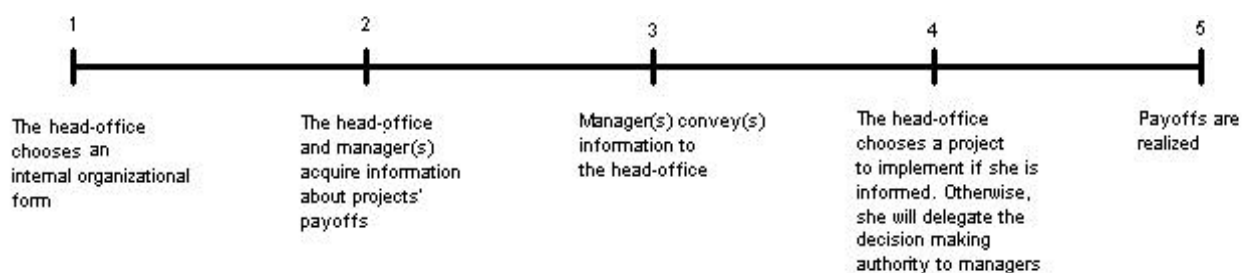 1
2
3
4
5
The head-office
chooses an
internal organizational
form
The head-office
and manager(s)
acquire information
about projects'
payoffs
Manager(s) convey(s)
information to
the head-office
The head-office
chooses a project
to implement if she is
informed. Otherwise,
she will delegate the
decision making
authority to managers
Payoffs are
realized